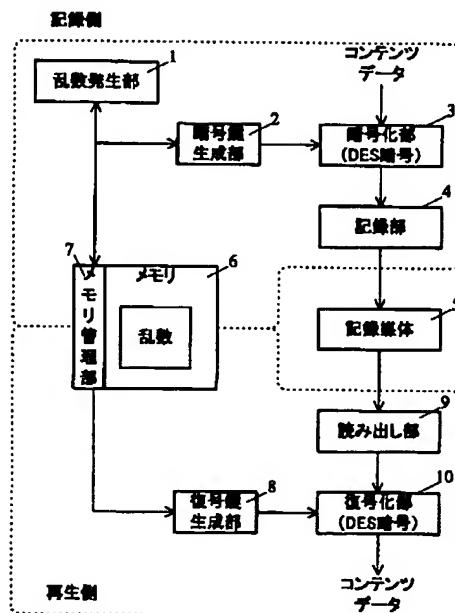 記録側
乱数発生部
1
コンテンツ
データ
暗号鍵
生成部
2
暗号化部
(DES暗号)
3
記録部
4
7
メモリ管理部
メモリ
6
乱数
記録媒体
5
読み出し部
9
復号鍵
生成部
8
復号化部
(DES暗号)
10
再生側
コンテンツ
データ